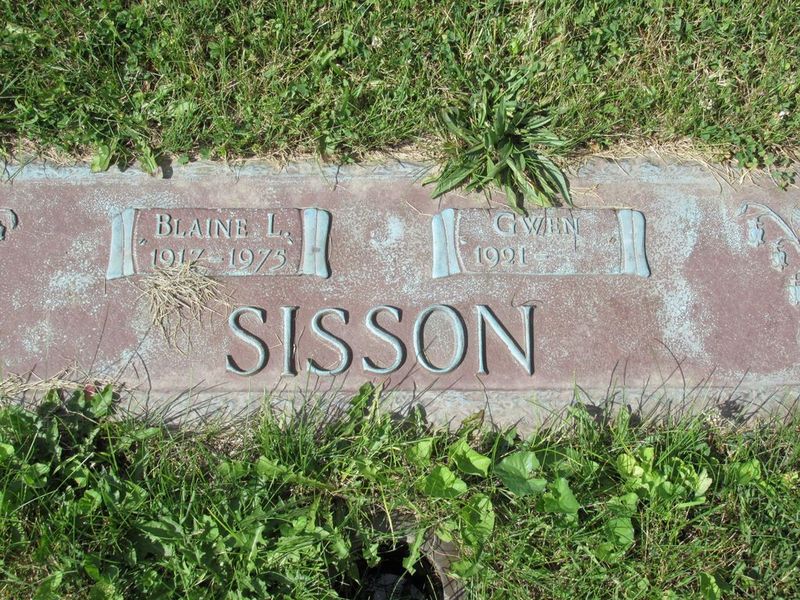 BLAINE L.
1917-1975
GWEN
1921-
SISSON